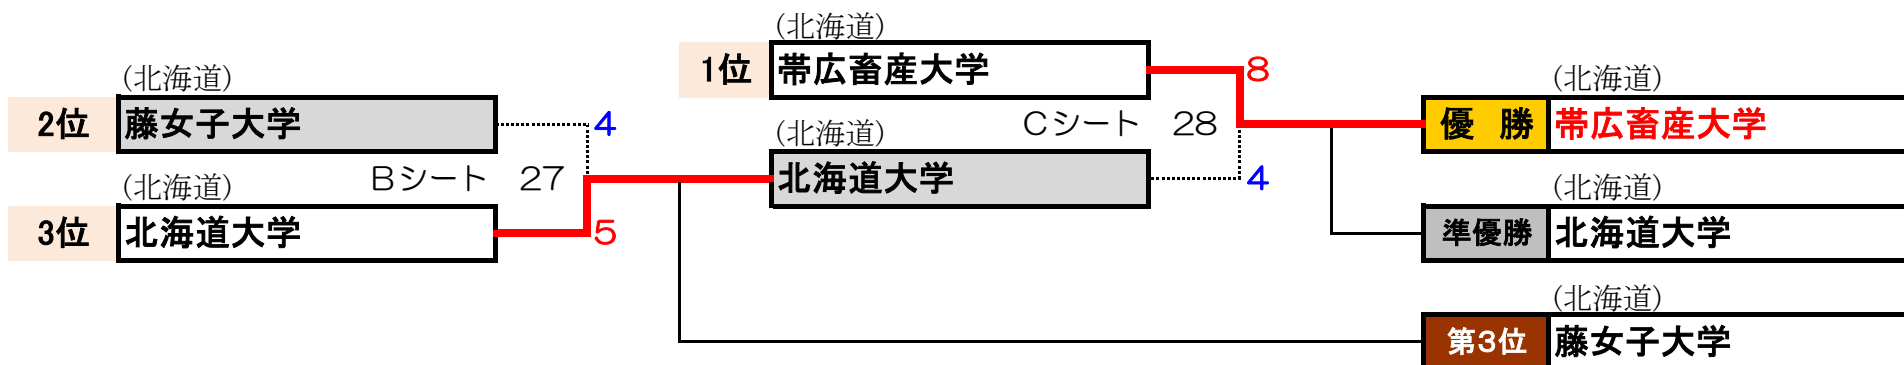 (北海道)
2位 藤女子大学 4
Bシート 27
(北海道)
3位 北海道大学 5
(北海道)
1位 帯広畜産大学 8
Cシート 28
(北海道)
北海道大学 4
(北海道)
優 勝 帯広畜産大学
(北海道)
準優勝 北海道大学
(北海道)
第3位 藤女子大学